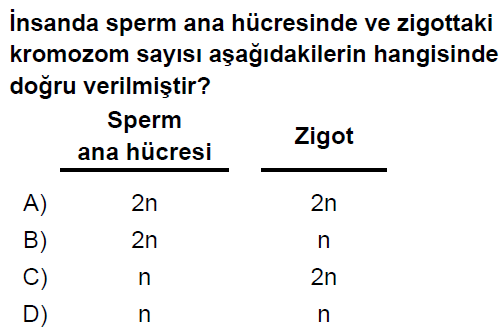 İnsanda sperm ana hücresinde ve zigottaki
kromozom sayısı aşağıdakilerin hangisinde
doğru verilmiştir?
Sperm
ana hücresi
Zigot
A) 2n 2n
B) 2n n
C) n 2n
D) n n